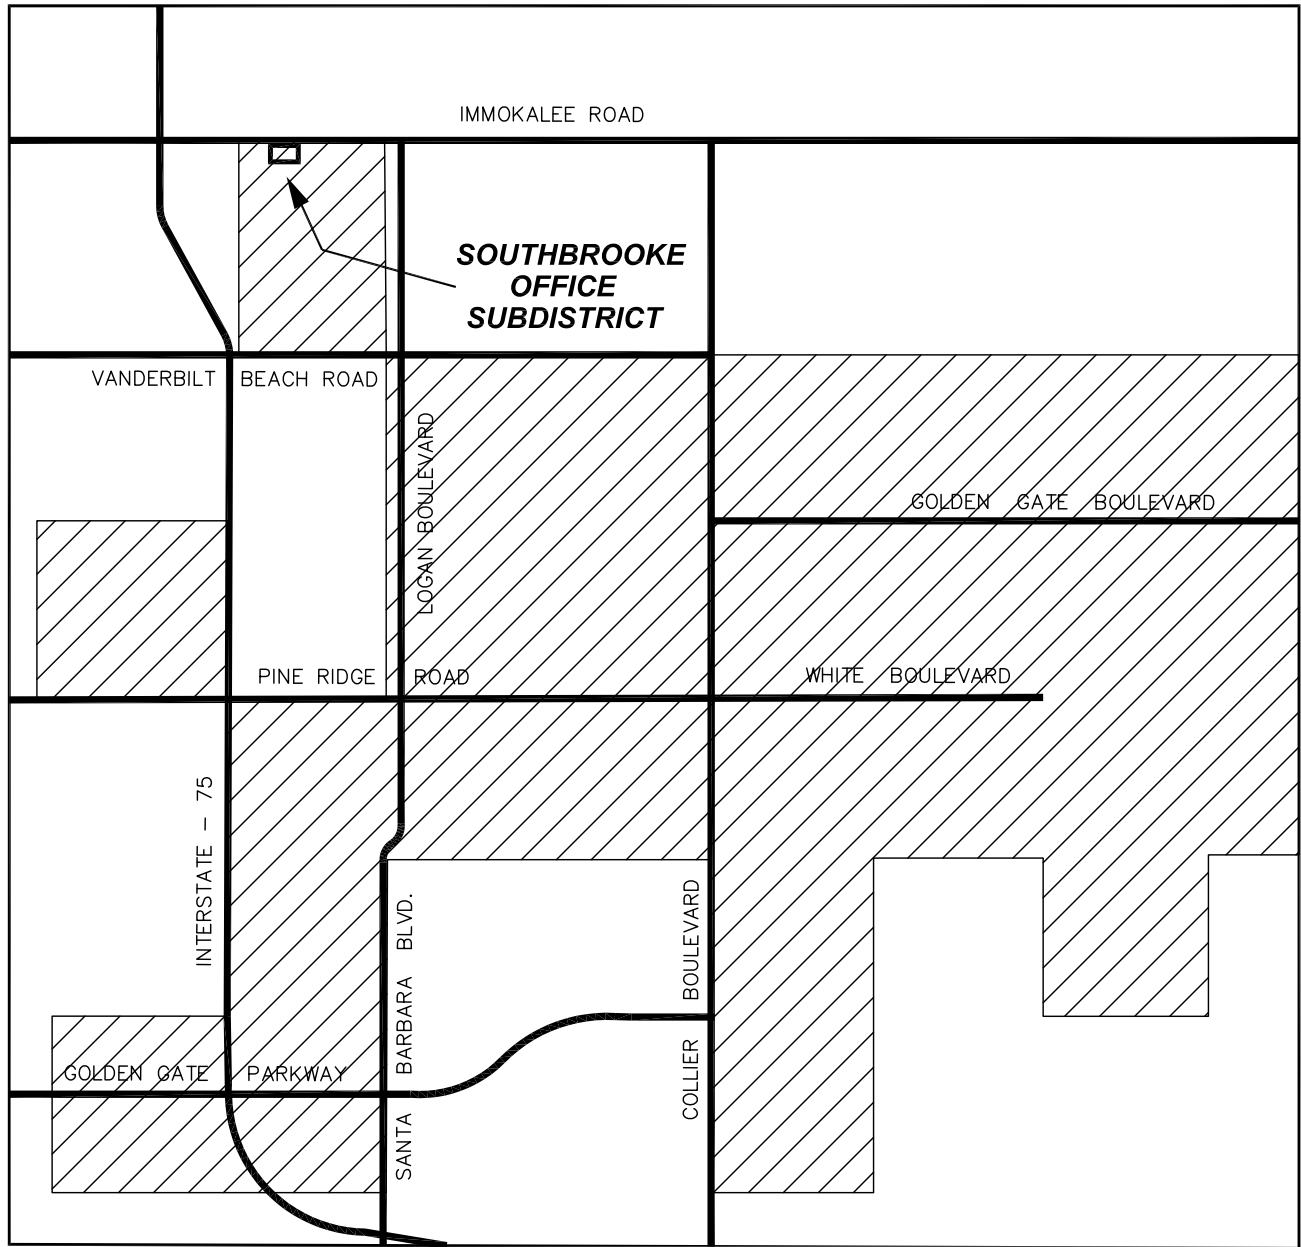 IMMOKALEE ROAD
SOUTHBROOKE
OFFICE
SUBDISTRICT
VANDERBILT BEACH ROAD
LOGAN BOULEVARD
GOLDEN GATE BOULEVARD
PINE RIDGE ROAD
WHITE BOULEVARD
INTERSTATE - 75
SANTA BARBARA BLVD.
COLLIER BOULEVARD
GOLDEN GATE PARKWAY